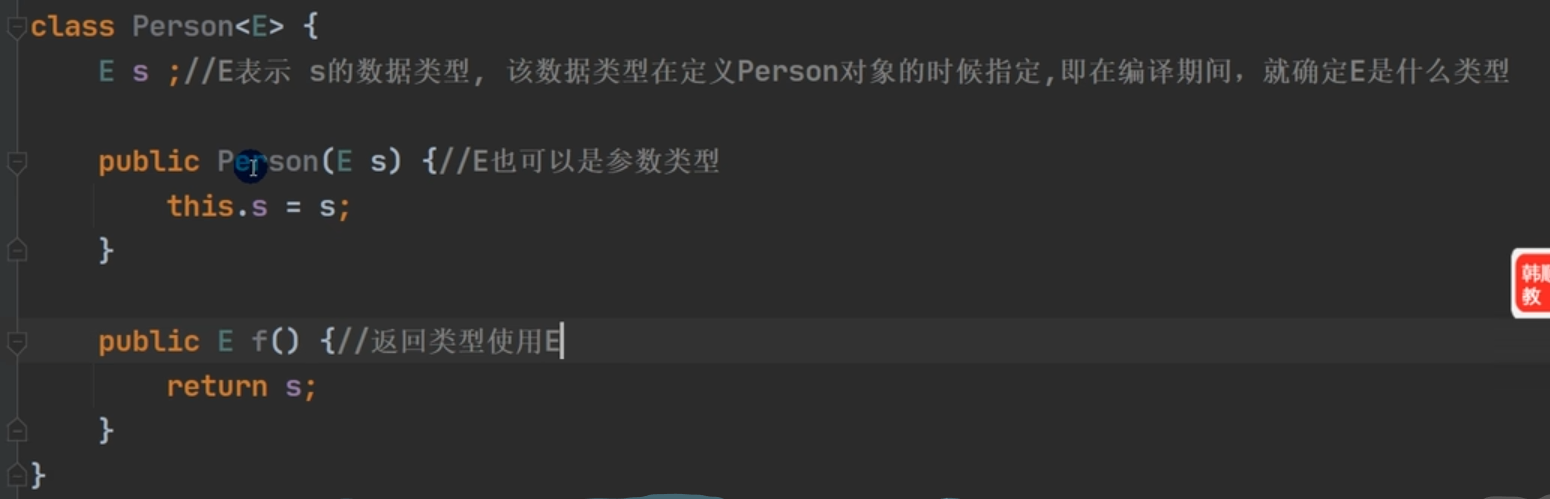 class Person<E> {
E s ;//E表示 s的数据类型, 该数据类型在定义Person对象的时候指定,即在编译期间，就确定E是什么类型
public Person(E s) {//E也可以是参数类型
this.s = s;
}
public E f() {//返回类型使用E
return s;
}
}
韩顺
教